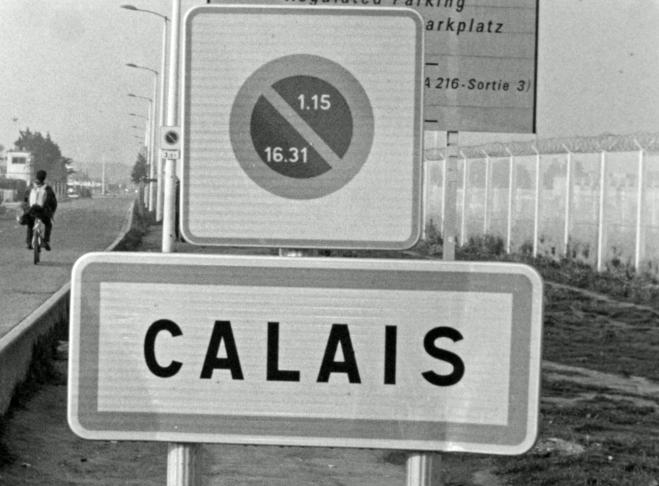 Regulated Parking
arkplatz
A 216-Sortie 3)
1.15
16.31
CALAIS